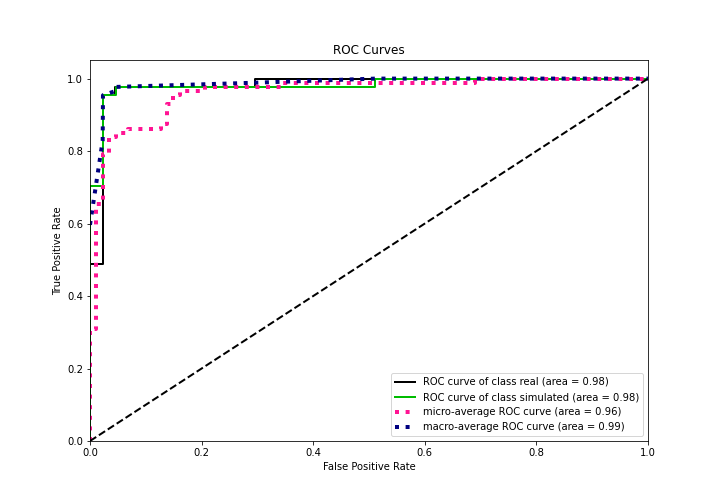 ROC Curves
True Positive Rate
1.0
0.8
0.6
0.4
0.2
0.0
ROC curve of class real (area = 0.98)
ROC curve of class simulated (area = 0.98)
micro-average ROC curve (area = 0.96)
macro-average ROC curve (area = 0.99)
0.0 0.2 0.4 0.6 0.8 1.0
False Positive Rate